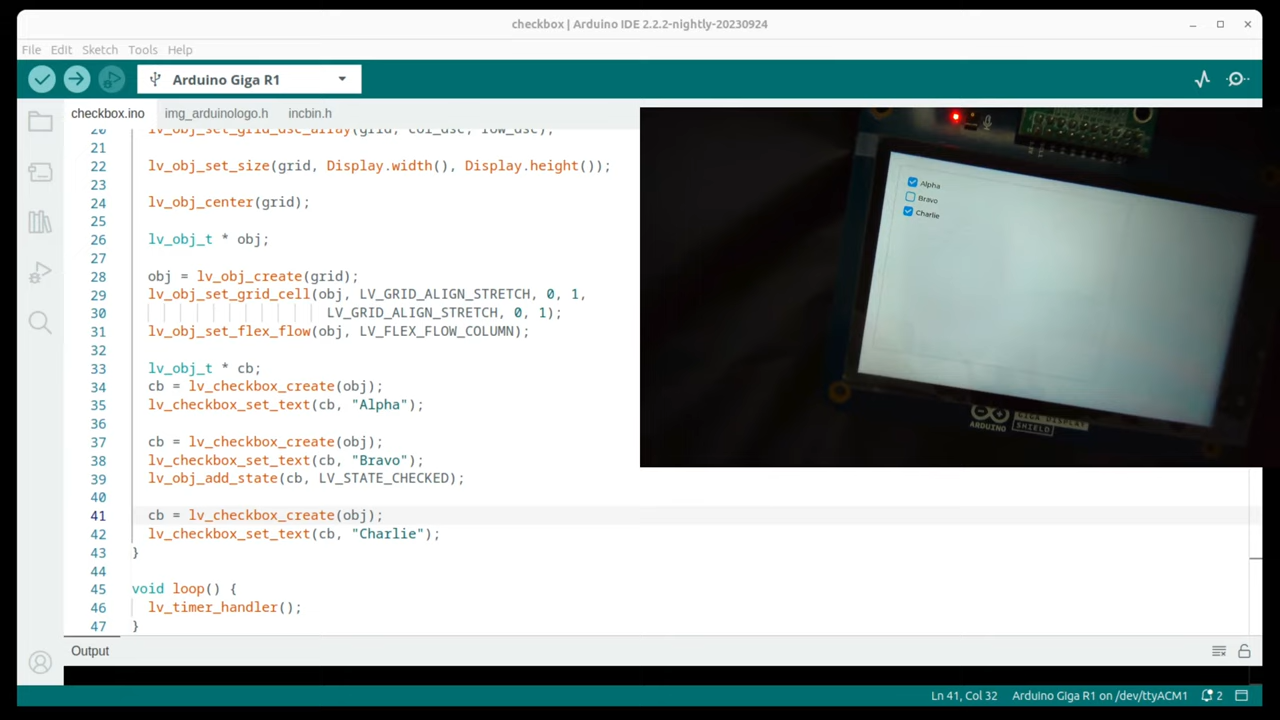 checkbox | Arduino IDE 2.2.2-nightly-20230924
File Edit Sketch Tools Help
Arduino Giga R1
checkbox.ino img_arduinologo.h incbin.h
20 lv_obj_set_grid_dsc_array(grid, col_dsc, row_dsc);
21
22 lv_obj_set_size(grid, Display.width(), Display.height());
23
24 lv_obj_center(grid);
25
26 lv_obj_t * obj;
27
28 obj = lv_obj_create(grid);
29 lv_obj_set_grid_cell(obj, LV_GRID_ALIGN_STRETCH, 0, 1,
30 LV_GRID_ALIGN_STRETCH, 0, 1);
31 lv_obj_set_flex_flow(obj, LV_FLEX_FLOW_COLUMN);
32
33 lv_obj_t * cb;
34 cb = lv_checkbox_create(obj);
35 lv_checkbox_set_text(cb, "Alpha");
36
37 cb = lv_checkbox_create(obj);
38 lv_checkbox_set_text(cb, "Bravo");
39 lv_obj_add_state(cb, LV_STATE_CHECKED);
40
41 cb = lv_checkbox_create(obj);
42 lv_checkbox_set_text(cb, "Charlie");
43 }
44
45 void loop() {
46 lv_timer_handler();
47 }
Alpha
Bravo
Charlie
ARDUINO
GIGA DISPLAY
SHIELD
Output
Ln 41, Col 32 Arduino Giga R1 on /dev/ttyACM1 2